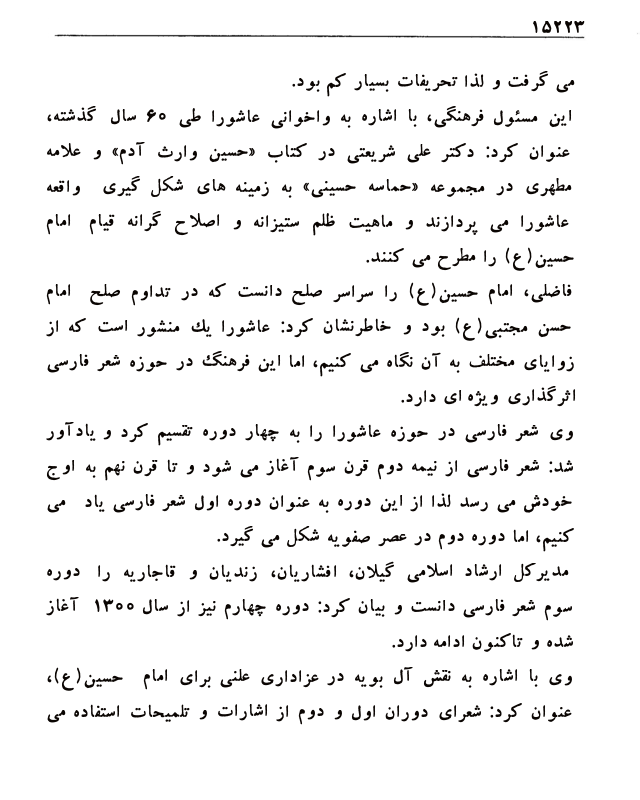 ۱۵۲۲۳
می گرفت و لذا تحریفات بسیار کم بود.
این مسئول فرهنگی، با اشاره به واخوانی عاشورا طی ۶۰ سال گذشته،
عنوان کرد: دکتر علی شریعتی در کتاب «حسین وارث آدم» و علامه
مطهری در مجموعه «حماسه حسینی» به زمینه های شکل گیری واقعه
عاشورا می پردازند و ماهیت ظلم ستیزانه و اصلاح گرانه قیام امام
حسین(ع) را مطرح می کنند.
فاضلی، امام حسین(ع) را سراسر صلح دانست که در تداوم صلح امام
حسن مجتبی(ع) بود و خاطرنشان کرد: عاشورا یك منشور است که از
زوایای مختلف به آن نگاه می کنیم، اما این فرهنگ در حوزه شعر فارسی
اثرگذاری ویژه ای دارد.
وی شعر فارسی در حوزه عاشورا را به چهار دوره تقسیم کرد و یادآور
شد: شعر فارسی از نیمه دوم قرن سوم آغاز می شود و تا قرن نهم به اوج
خودش می رسد لذا از این دوره به عنوان دوره اول شعر فارسی یاد می
کنیم، اما دوره دوم در عصر صفویه شکل می گیرد.
مدیرکل ارشاد اسلامی گیلان، افشاریان، زندیان و قاجاریه را دوره
سوم شعر فارسی دانست و بیان کرد: دوره چهارم نیز از سال ۱۳۰۰ آغاز
شده و تاکنون ادامه دارد.
وی با اشاره به نقش آل بویه در عزاداری علنی برای امام حسین(ع)،
عنوان کرد: شعرای دوران اول و دوم از اشارات و تلمیحات استفاده می